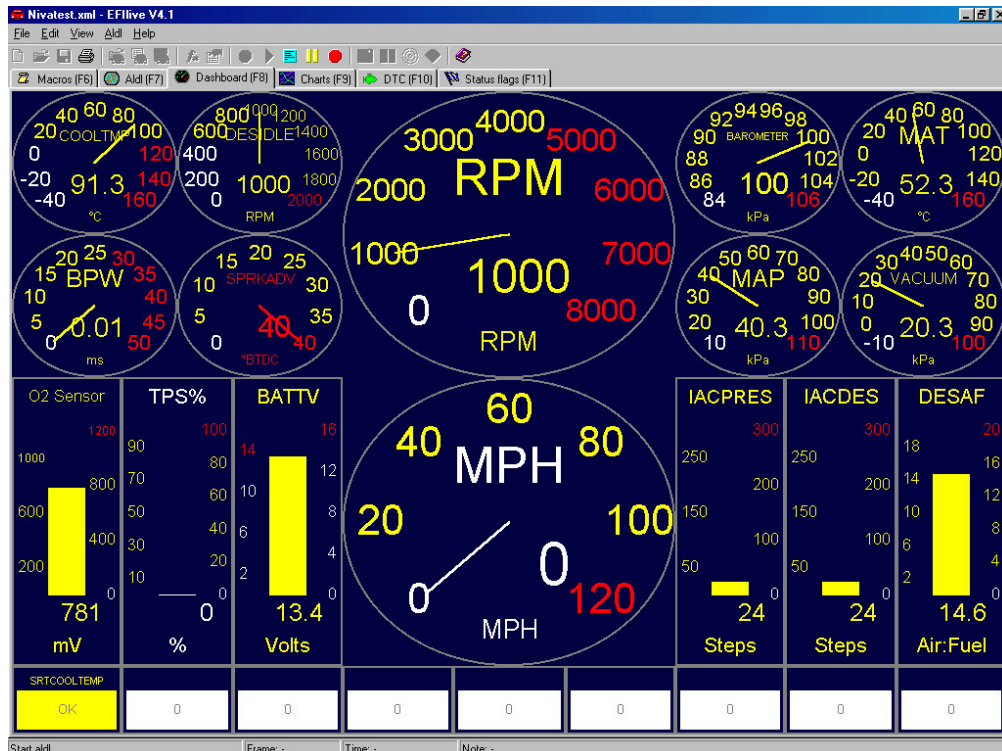 Nivatest.xml - EFIlive V4.1
File Edit View Aldl Help
Macros (F6) Aldl (F7) Dashboard (F8) Charts (F9) DTC (F10) Status flags (F11)
COOLTMP
-40 -20 0 20 40 60 80 100 120 140 160
91.3
°C
DESIDLE
0 200 400 600 800 1000 1200 1400 1600 1800 2000
1000
RPM
RPM
0 1000 2000 3000 4000 5000 6000 7000 8000
1000
RPM
BAROMETER
84 86 88 90 92 94 96 98 100 102 104 106
100
kPa
MAT
-40 -20 0 20 40 60 80 100 120 140 160
52.3
°C
BPW
0 5 10 15 20 25 30 35 40 45 50
0.01
ms
SPRKADV
0 5 10 15 20 25 30 35 40
40
°BTDC
MAP
10 20 30 40 50 60 70 80 90 100 110
40.3
kPa
VACUUM
-10 0 10 20 30 40 50 60 70 80 90 100
20.3
kPa
O2 Sensor
1200
1000
800
600
400
200
0
781
mV
TPS%
100
90
80
70
60
50
40
30
20
10
0
0
%
BATTV
16
14
12
10
8
6
4
2
0
13.4
Volts
MPH
0 20 40 60 80 100 120
0
MPH
IACPRES
300
250
200
150
100
50
0
24
Steps
IACDES
300
250
200
150
100
50
0
24
Steps
DESAF
20
18
16
14
12
10
8
6
4
2
0
14.6
Air:Fuel
SRTCOOLTEMP
OK 0 0 0 0 0 0 0 0
Start aldl Frame: - Time: - Note: -